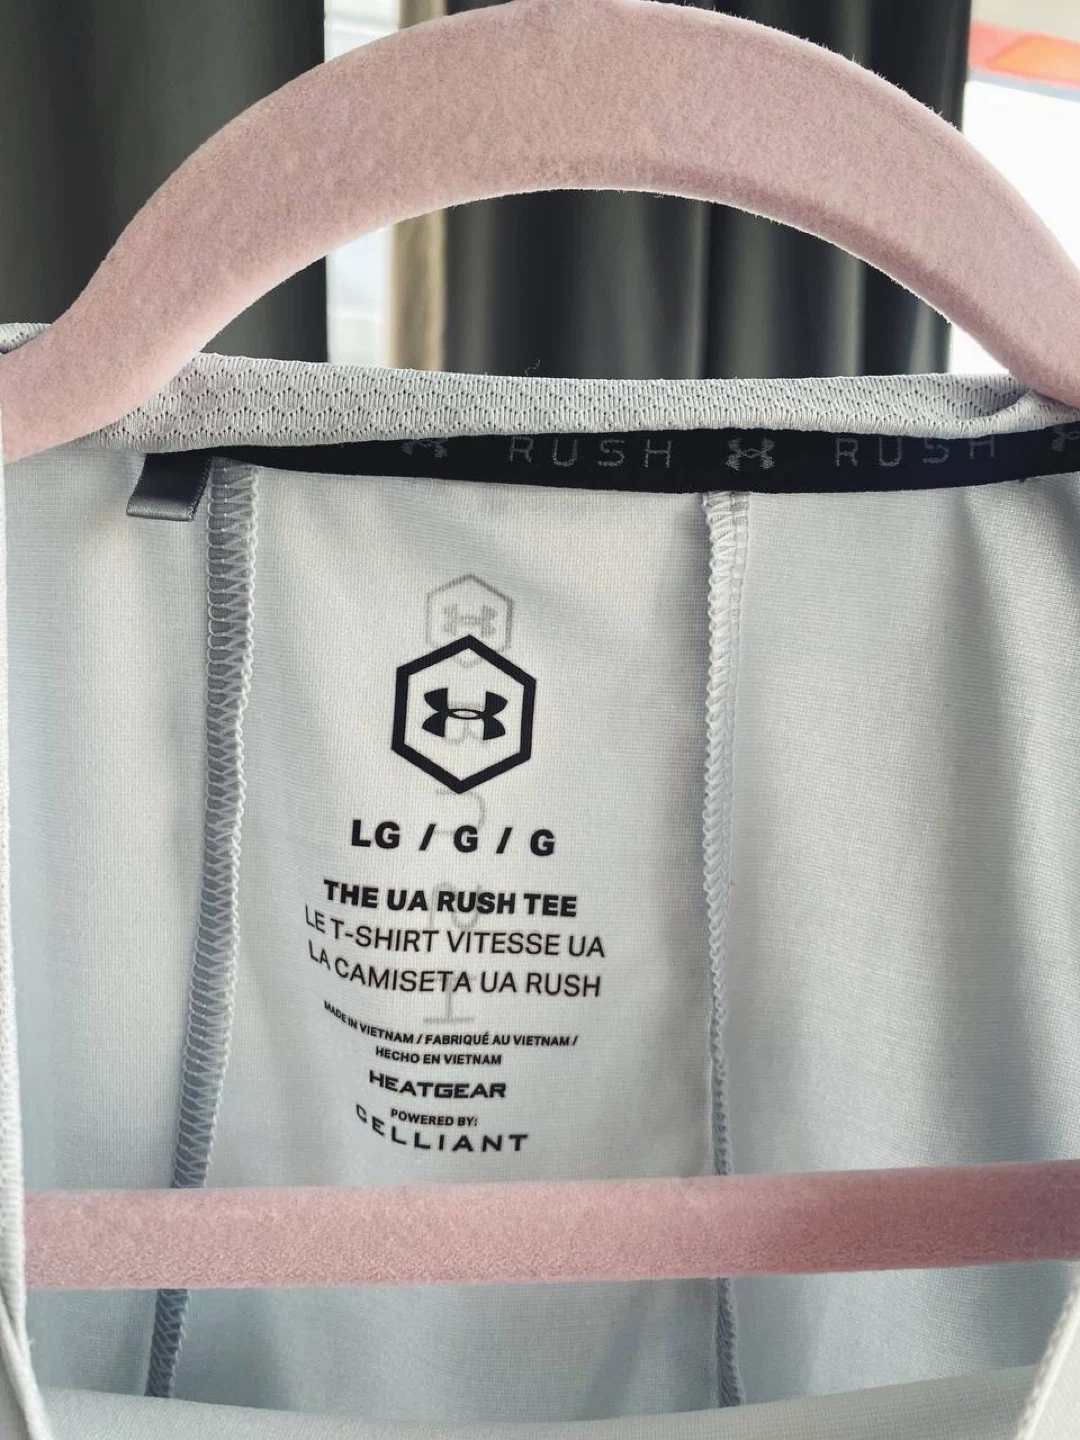 RUSH RUSH
LG / G / G
THE UA RUSH TEE
LE T-SHIRT VITESSE UA
LA CAMISETA UA RUSH
MADE IN VIETNAM / FABRIQUÉ AU VIETNAM /
HECHO EN VIETNAM
HEATGEAR
POWERED BY:
CELLIANT